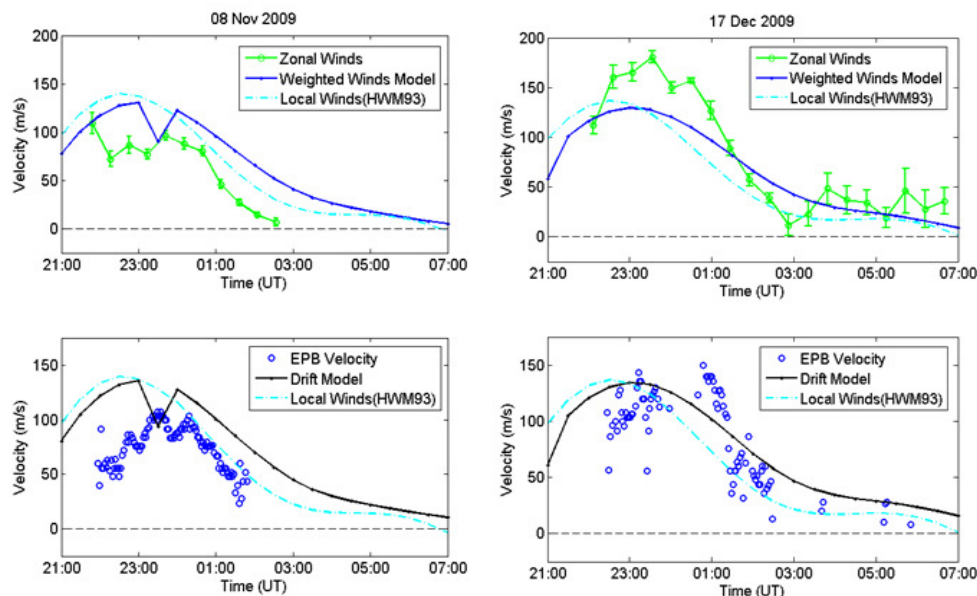 08 Nov 2009
200
150
100
50
0
Velocity (m/s)
Zonal Winds
Weighted Winds Model
Local Winds(HWM93)
21:00 23:00 01:00 03:00 05:00 07:00
Time (UT)
17 Dec 2009
200
150
100
50
0
Velocity (m/s)
Zonal Winds
Weighted Winds Model
Local Winds(HWM93)
21:00 23:00 01:00 03:00 05:00 07:00
Time (UT)
150
100
50
0
Velocity (m/s)
EPB Velocity
Drift Model
Local Winds(HWM93)
21:00 23:00 01:00 03:00 05:00 07:00
Time (UT)
150
100
50
0
Velocity (m/s)
EPB Velocity
Drift Model
Local Winds(HWM93)
21:00 23:00 01:00 03:00 05:00 07:00
Time (UT)